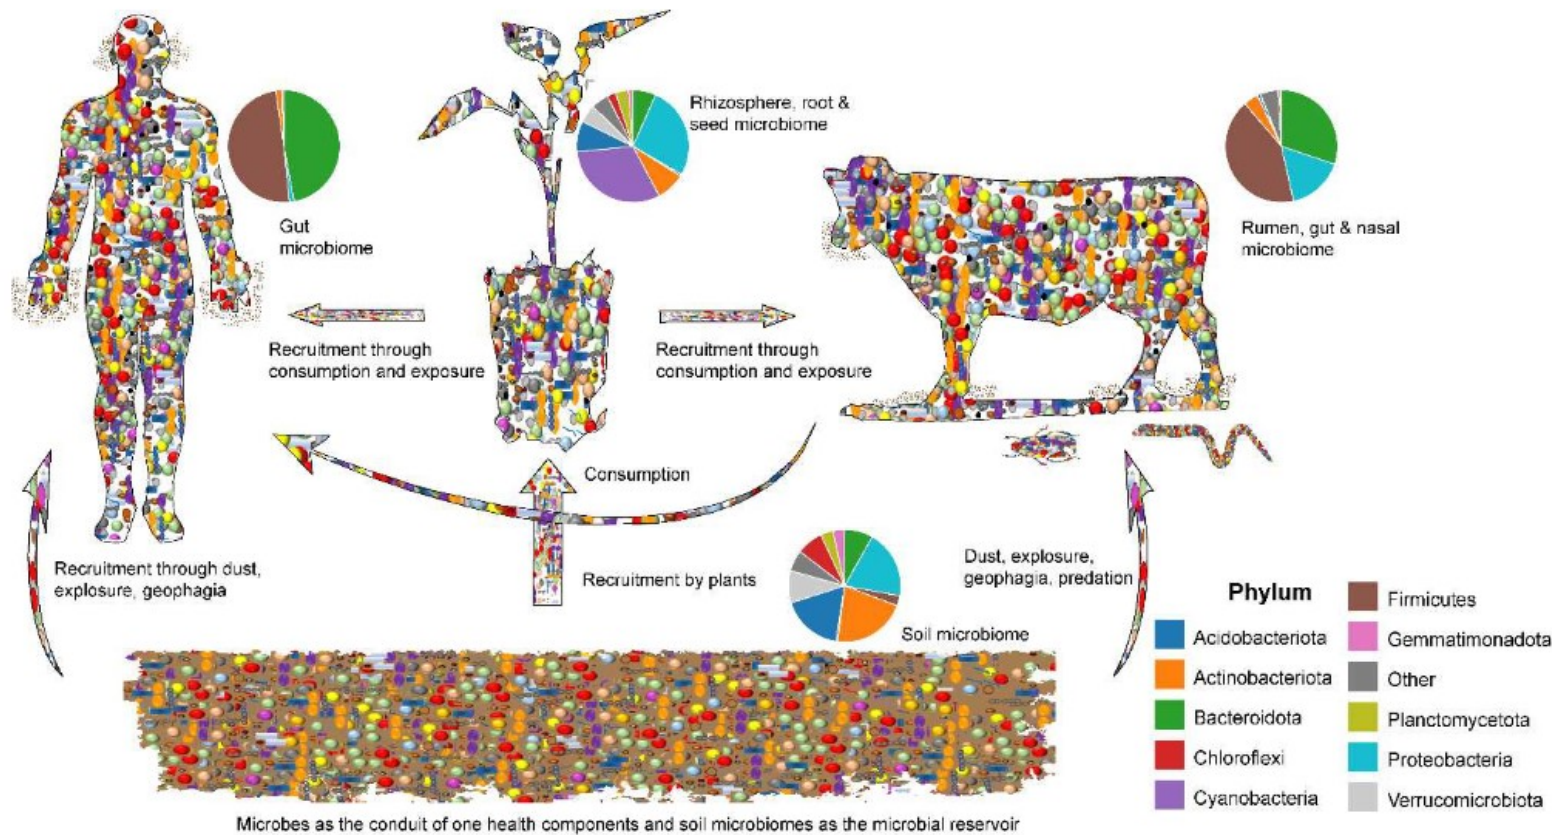 Rhizosphere, root &
seed microbiome
Gut
microbiome
Rumen, gut & nasal
microbiome
Recruitment through
consumption and exposure
Recruitment through
consumption and exposure
Consumption
Recruitment through dust,
explosure, geophagia
Recruitment by plants
Dust, explosure,
geophagia, predation
Soil microbiome
Phylum
Acidobacteriota
Actinobacteriota
Bacteroidota
Chloroflexi
Cyanobacteria
Firmicutes
Gemmatimonadota
Other
Planctomycetota
Proteobacteria
Verrucomicrobiota
Microbes as the conduit of one health components and soil microbiomes as the microbial reservoir